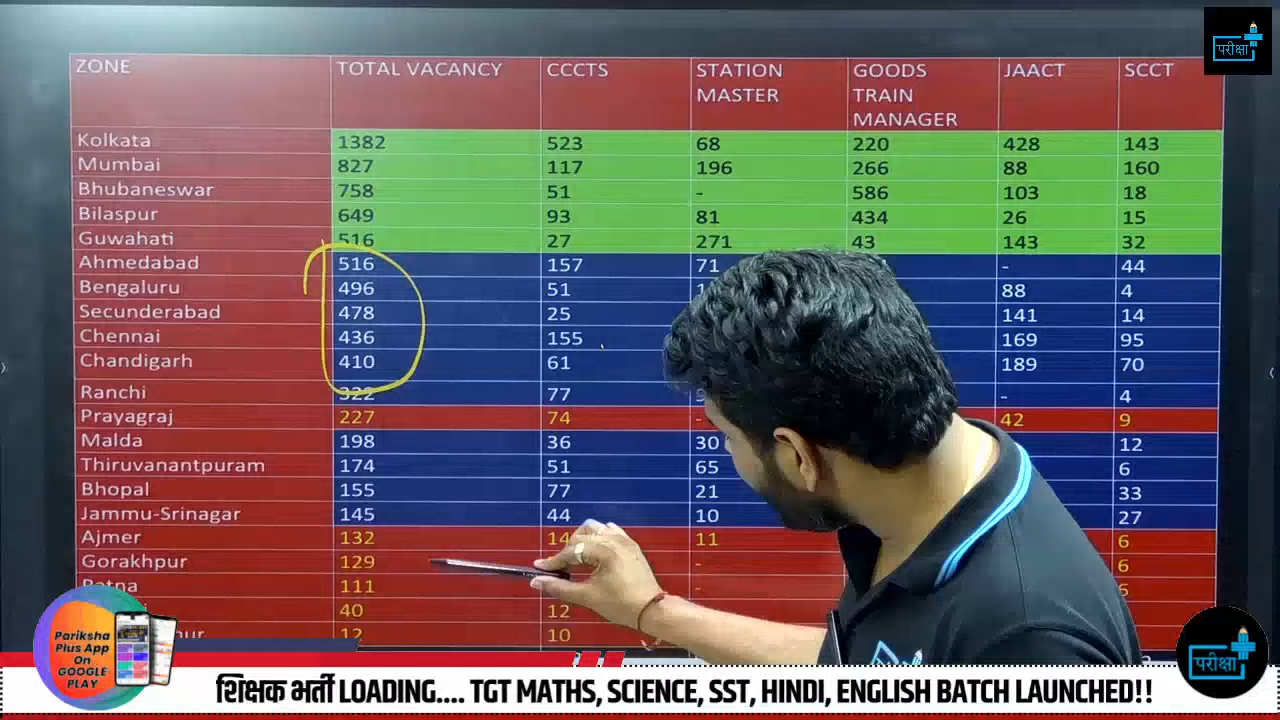 परीक्षा
ZONE TOTAL VACANCY CCCTS STATION MASTER GOODS TRAIN MANAGER JAACT SCCT
Kolkata 1382 523 68 220 428 143
Mumbai 827 117 196 266 88 160
Bhubaneswar 758 51 - 586 103 18
Bilaspur 649 93 81 434 26 15
Guwahati 516 27 271 43 143 32
Ahmedabad 516 157 71 - 44
Bengaluru 496 51 88 4
Secunderabad 478 25 141 14
Chennai 436 155 169 95
Chandigarh 410 61 189 70
Ranchi 322 77 - 4
Prayagraj 227 74 - 42 9
Malda 198 36 30 12
Thiruvanantpuram 174 51 65 6
Bhopal 155 77 21 33
Jammu-Srinagar 145 44 10 27
Ajmer 132 14 11 6
Gorakhpur 129 - 6
Patna 111 - 6
40 12
12 10
Pariksha
Plus App
On
GOOGLE
PLAY
परीक्षा
शिक्षक भर्ती LOADING.... TGT MATHS, SCIENCE, SST, HINDI, ENGLISH BATCH LAUNCHED!!